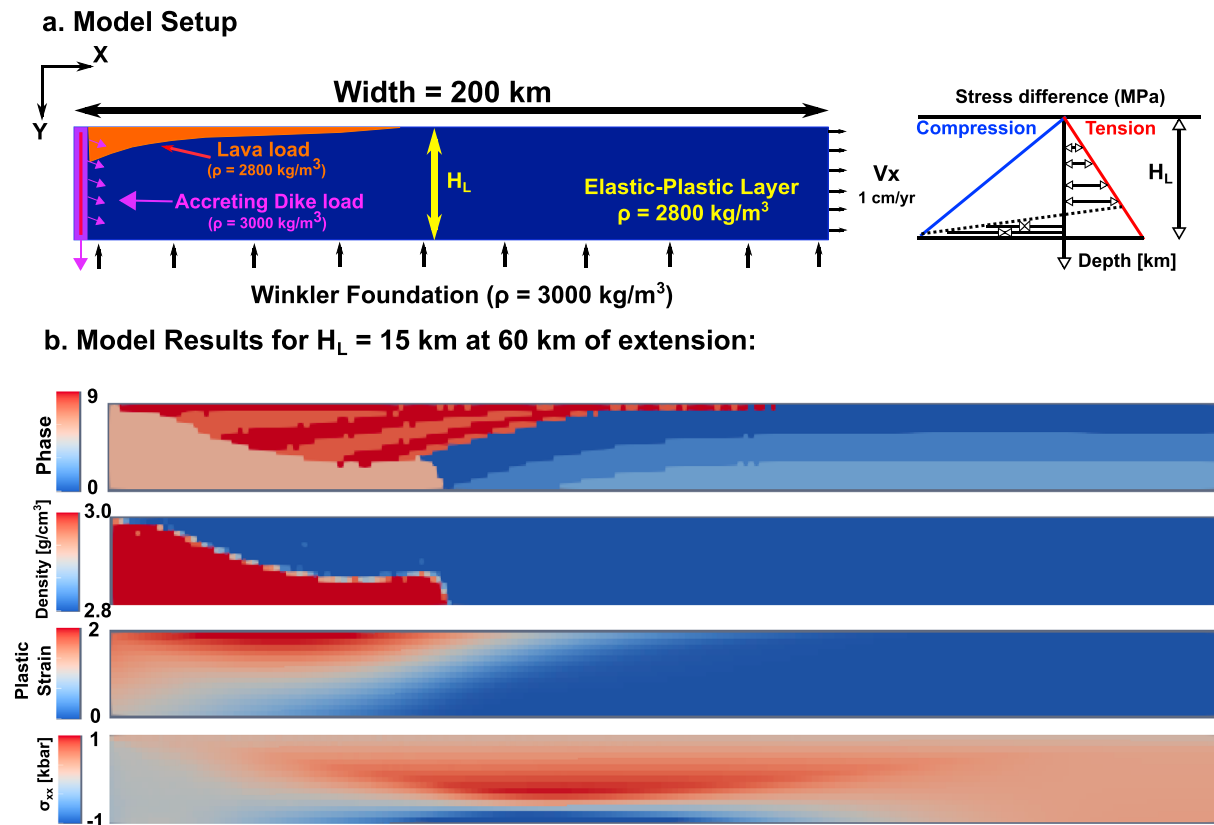 a. Model Setup
X
Y
Width = 200 km
Lava load
(ρ = 2800 kg/m³)
Accreting Dike load
(ρ = 3000 kg/m³)
H_L
Elastic-Plastic Layer
ρ = 2800 kg/m³
Vx
1 cm/yr
Winkler Foundation (ρ = 3000 kg/m³)
Stress difference (MPa)
Compression
Tension
H_L
Depth [km]
b. Model Results for H_L = 15 km at 60 km of extension:
Phase
9
0
Density [g/cm³]
3.0
2.8
Plastic
Strain
2
0
σ_xx [kbar]
1
-1